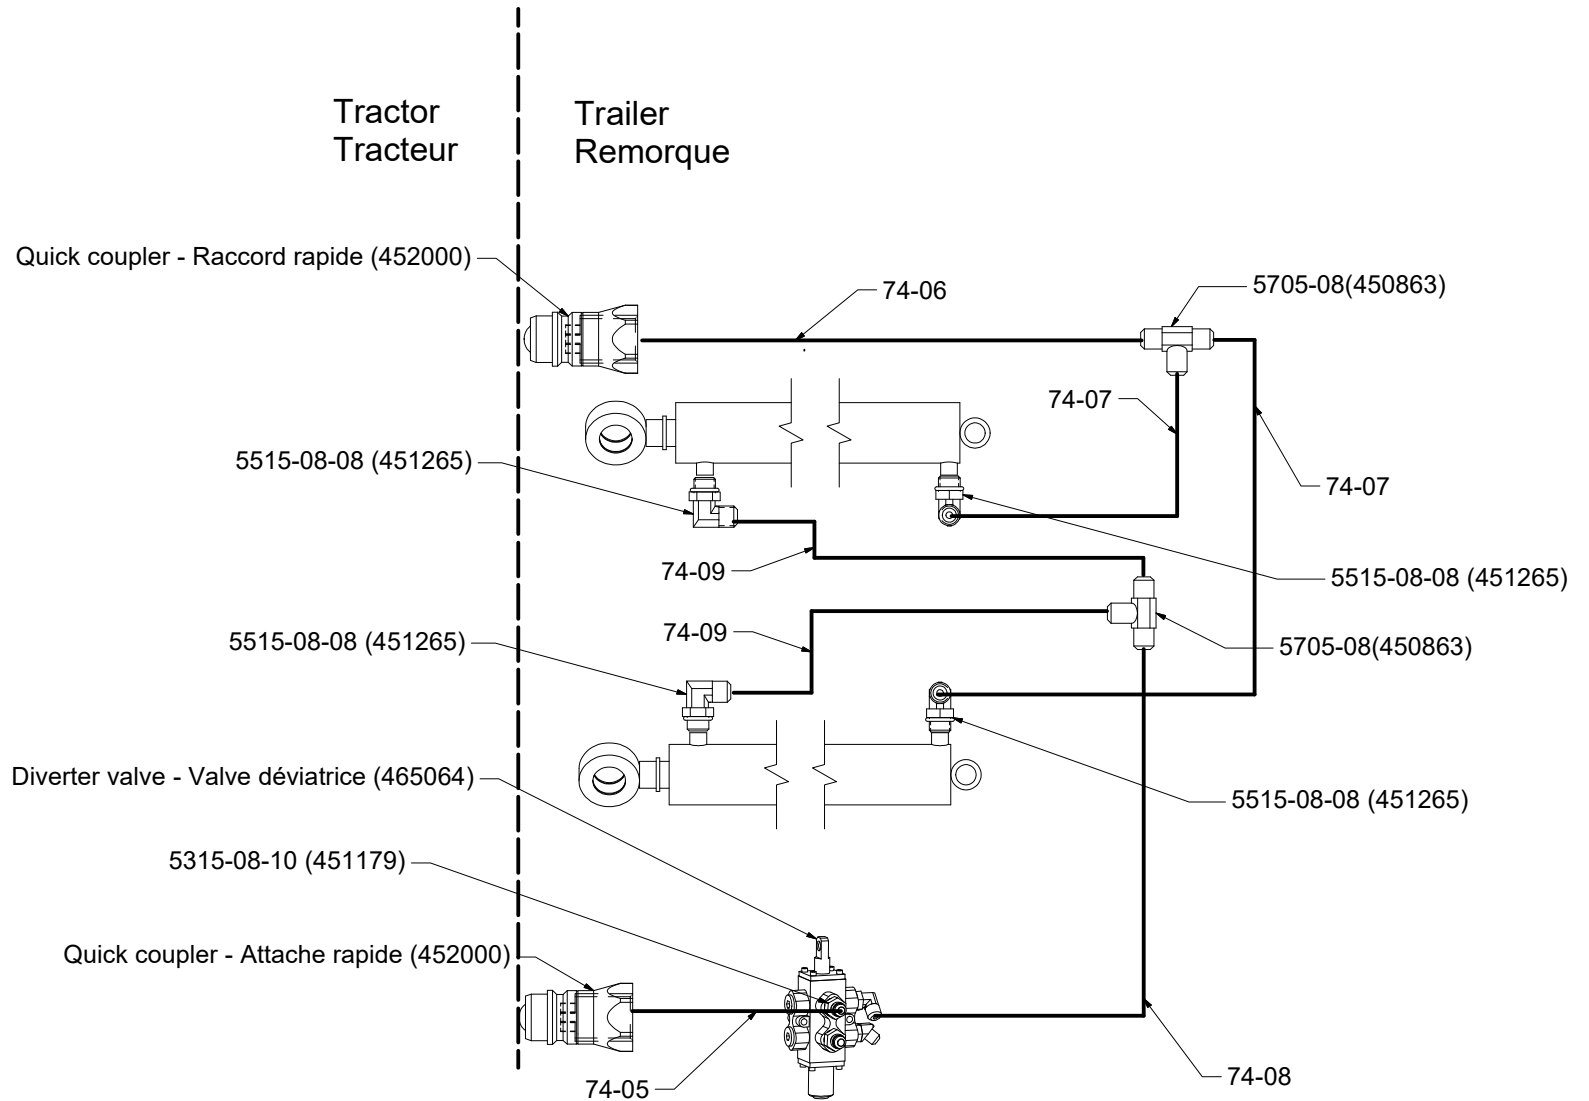 Tractor
Tracteur
Trailer
Remorque
Quick coupler - Raccord rapide (452000)
74-06
5705-08(450863)
74-07
5515-08-08 (451265)
74-07
74-09
5515-08-08 (451265)
5515-08-08 (451265)
74-09
5705-08(450863)
Diverter valve - Valve déviatrice (465064)
5515-08-08 (451265)
5315-08-10 (451179)
Quick coupler - Attache rapide (452000)
74-05
74-08